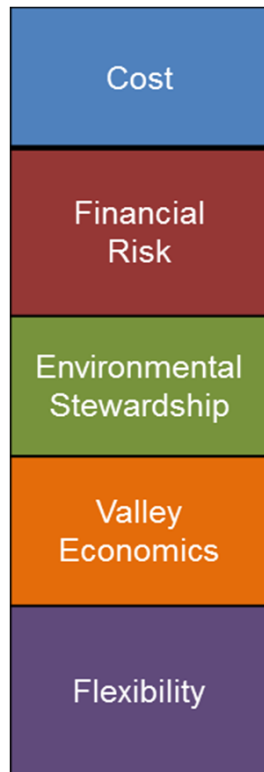 Cost
Financial
Risk
Environmental
Stewardship
Valley
Economics
Flexibility